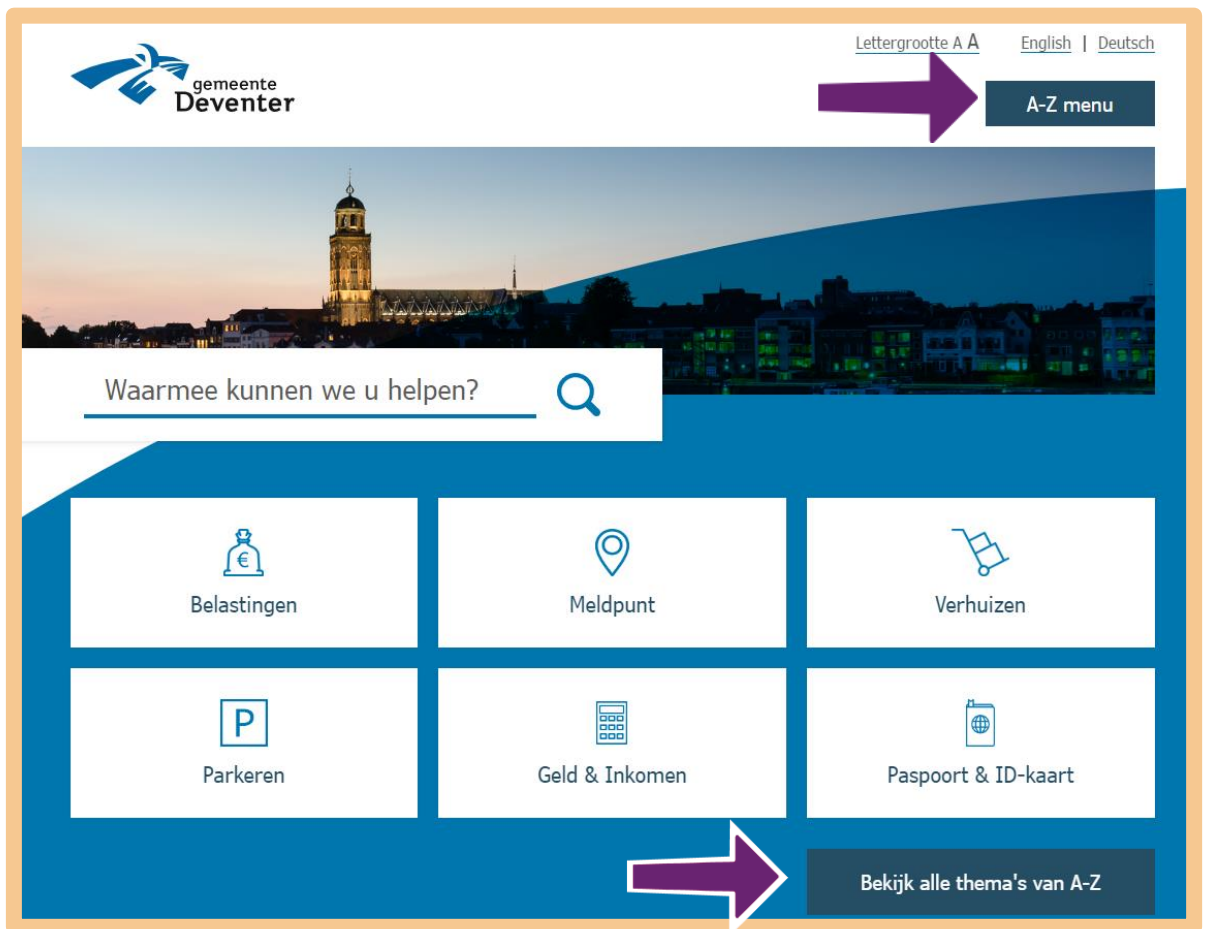 Lettergrootte A A English | Deutsch
gemeente
Deventer
A-Z menu
Waarmee kunnen we u helpen?
€
Belastingen
Meldpunt
Verhuizen
P
Parkeren
Geld & Inkomen
Paspoort & ID-kaart
Bekijk alle thema's van A-Z